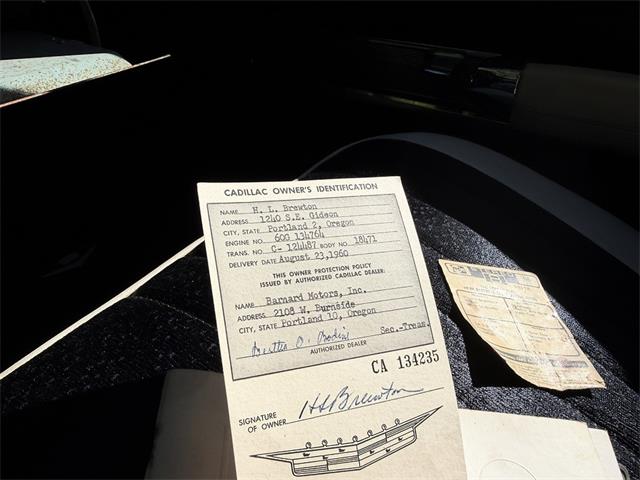 CADILLAC OWNER'S IDENTIFICATION
NAME H. L. Brewton
ADDRESS 1240 S.E. Gideon
CITY, STATE Portland 2, Oregon
ENGINE NO. 60G 134764
TRANS. NO. C- 124487 BODY NO. 18471
DELIVERY DATE August 23,1960
THIS OWNER PROTECTION POLICY
ISSUED BY AUTHORIZED CADILLAC DEALER:
NAME Barnard Motors, Inc.
ADDRESS 2108 W. Burnside
CITY, STATE Portland 10, Oregon
Sec.-Treas.
AUTHORIZED DEALER
CA 134235
SIGNATURE OF OWNER H L Brewton